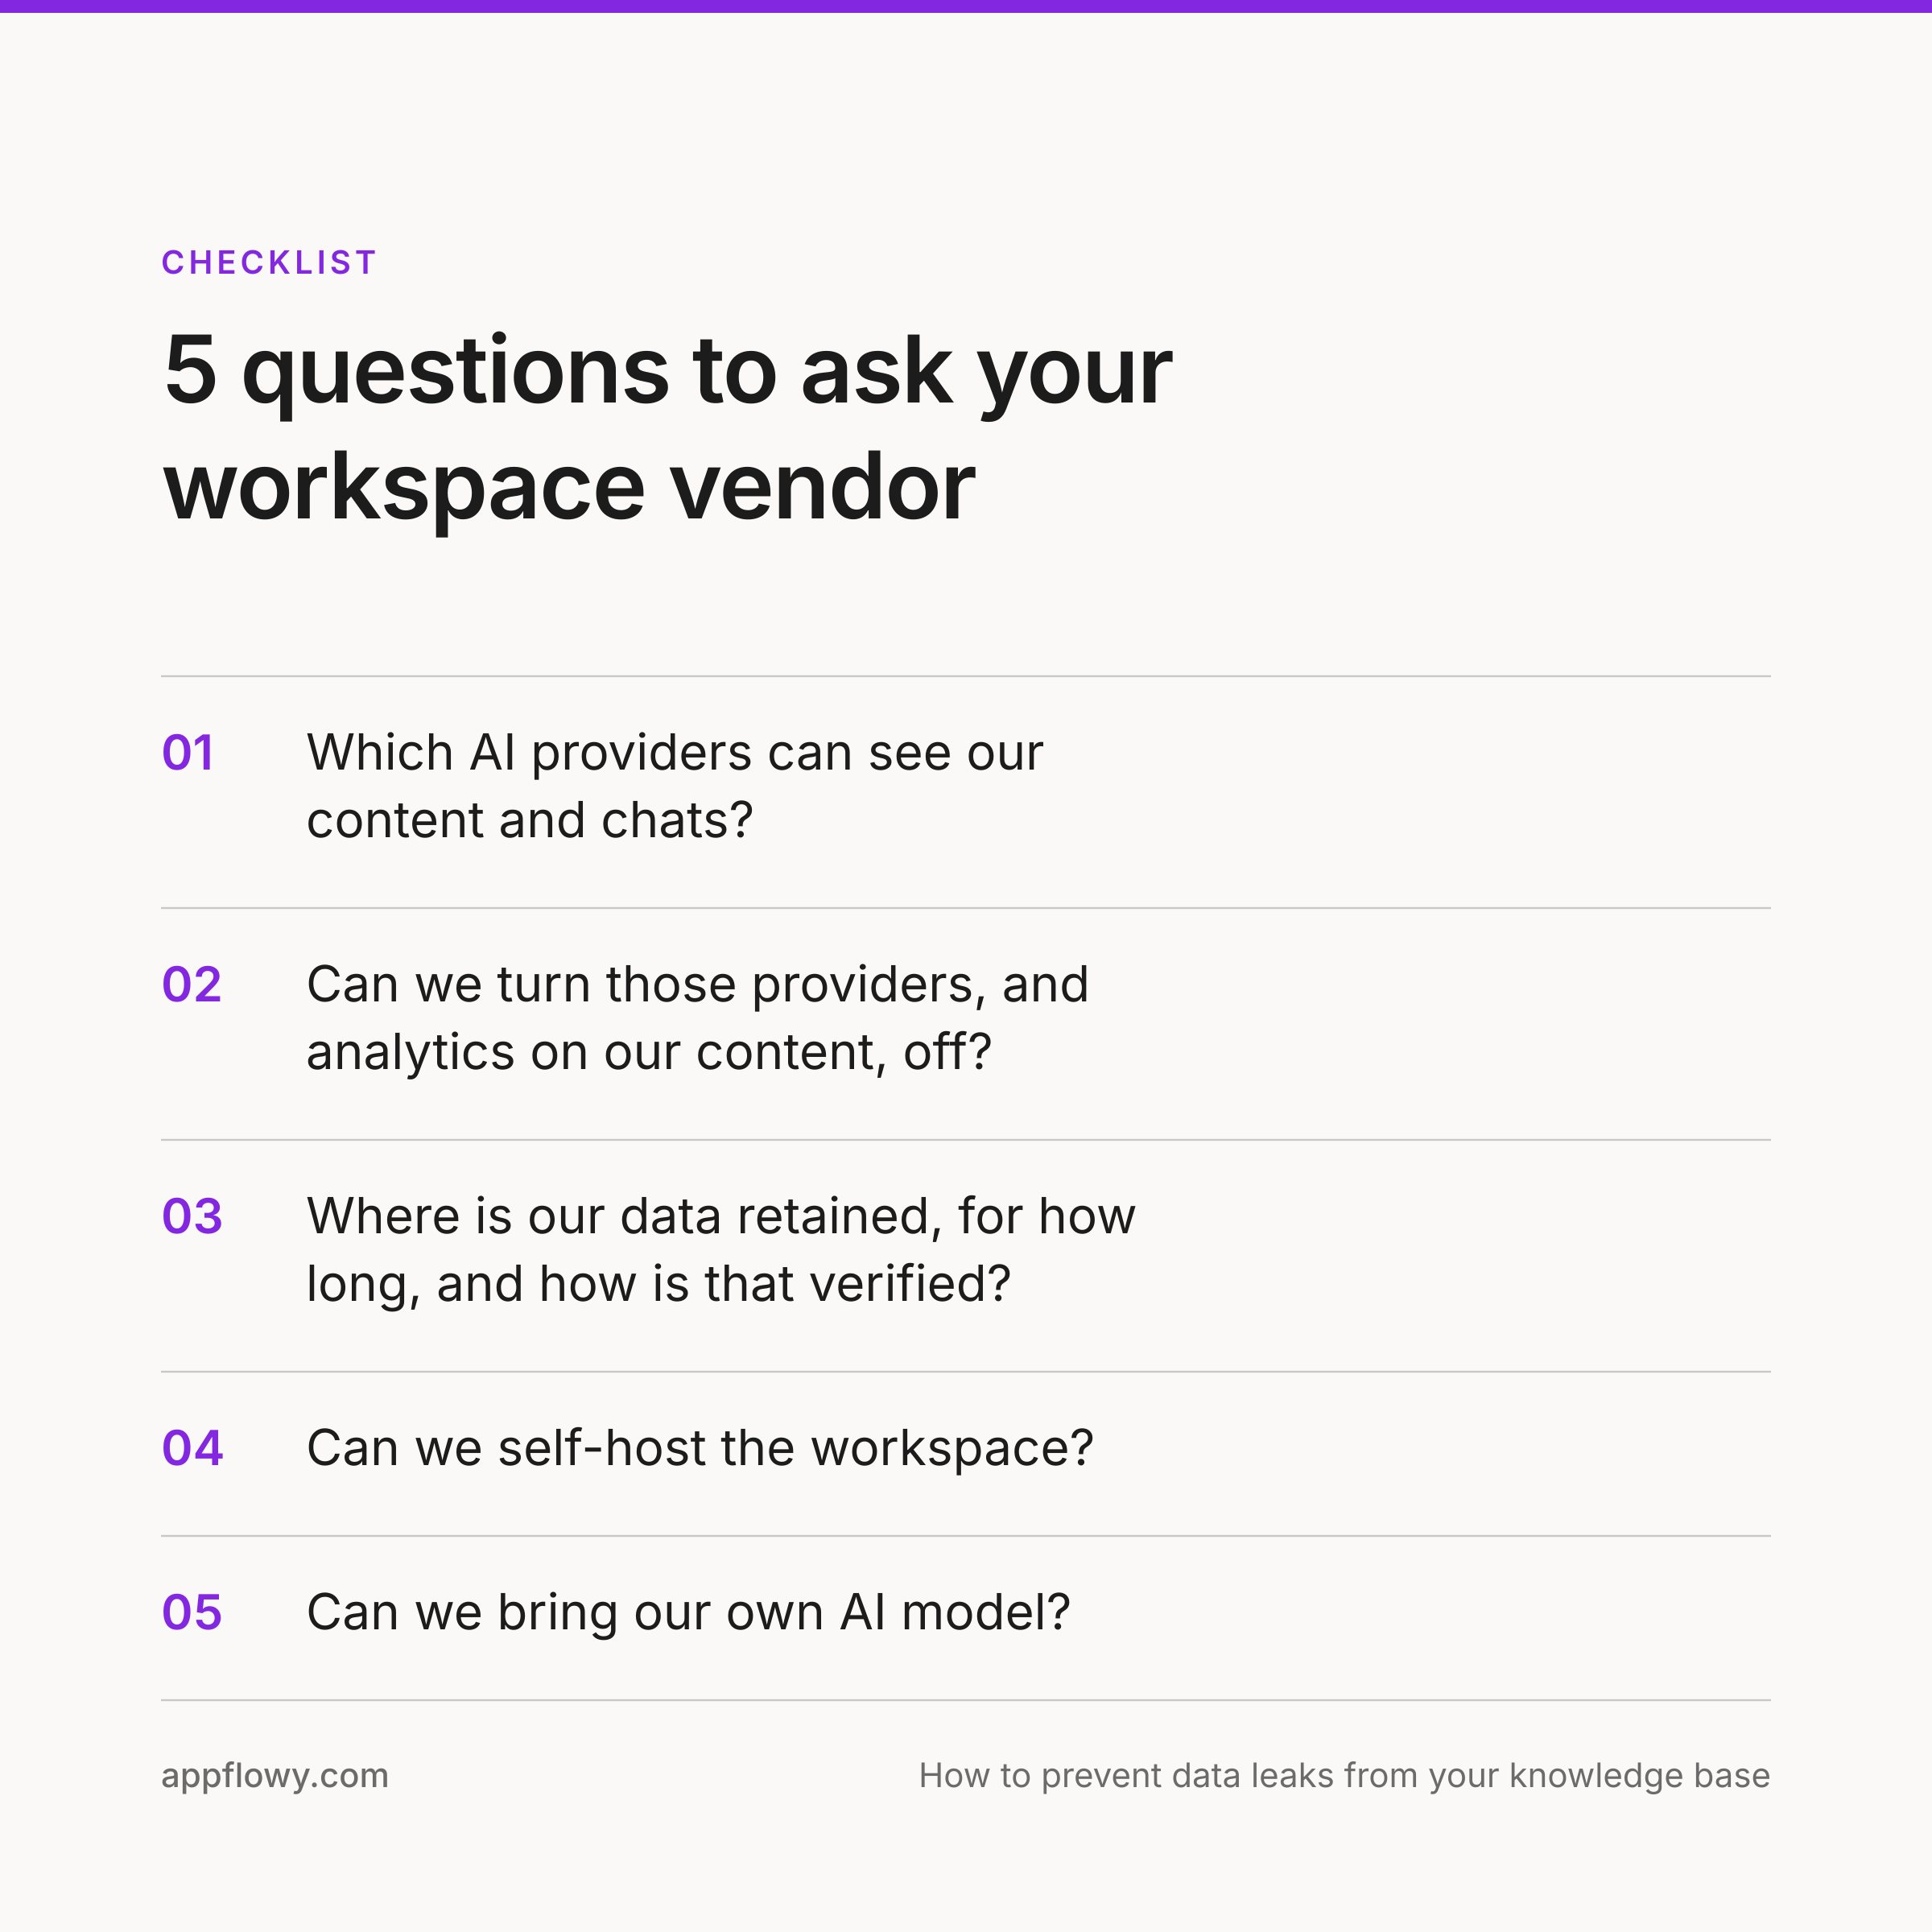 CHECKLIST
5 questions to ask your
workspace vendor
01 Which AI providers can see our
content and chats?
02 Can we turn those providers, and
analytics on our content, off?
03 Where is our data retained, for how
long, and how is that verified?
04 Can we self-host the workspace?
05 Can we bring our own AI model?
appflowy.com How to prevent data leaks from your knowledge base